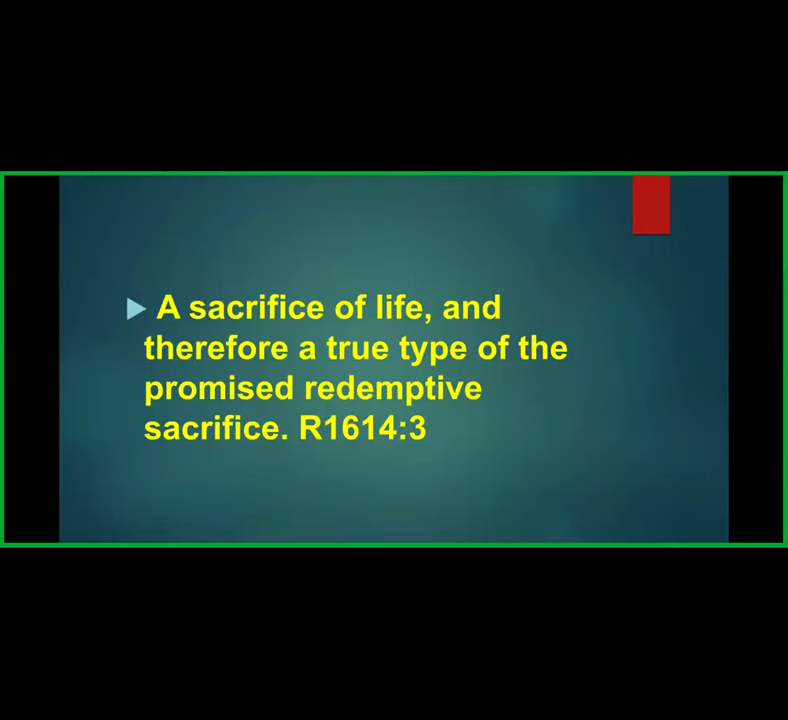 A sacrifice of life, and
therefore a true type of the
promised redemptive
sacrifice. R1614:3